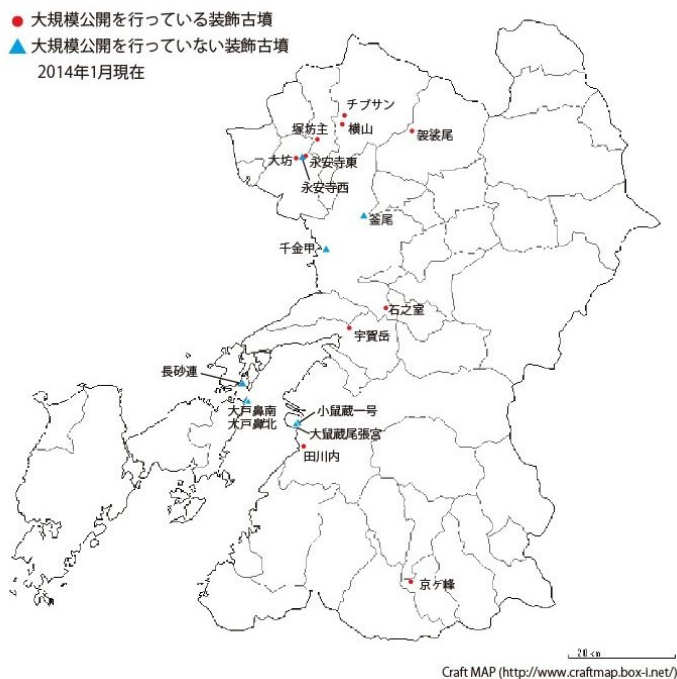 大規模公開を行っている装飾古墳
大規模公開を行っていない装飾古墳
2014年1月現在
チブサン
横山
塚坊主
袈裟尾
大坊
永安寺東
永安寺西
釜尾
千金甲
石之室
宇賀岳
長砂連
大戸鼻南
大戸鼻北
小鼠蔵一号
大鼠蔵尾張宮
田川内
京ヶ峰
20km
Craft MAP (http://www.craftmap.box-i.net/)